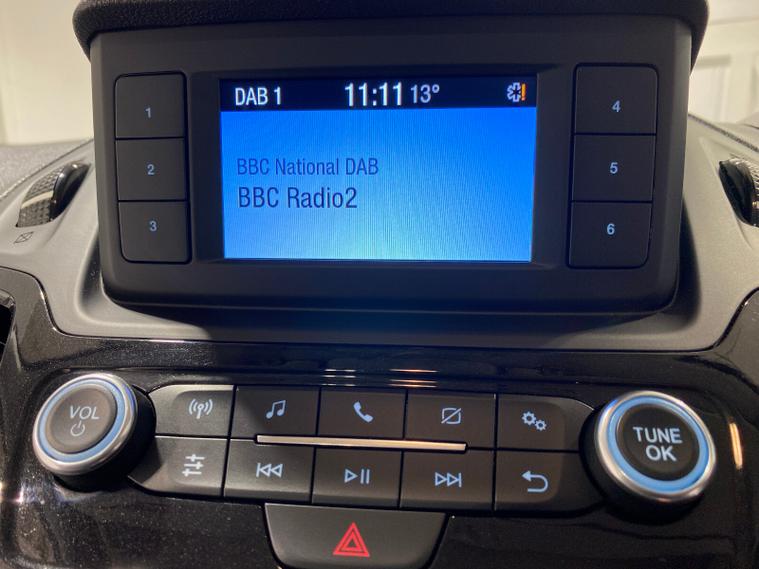 DAB 1 11:11 13°
BBC National DAB
BBC Radio2
1
2
3
4
5
6
VOL
TUNE
OK